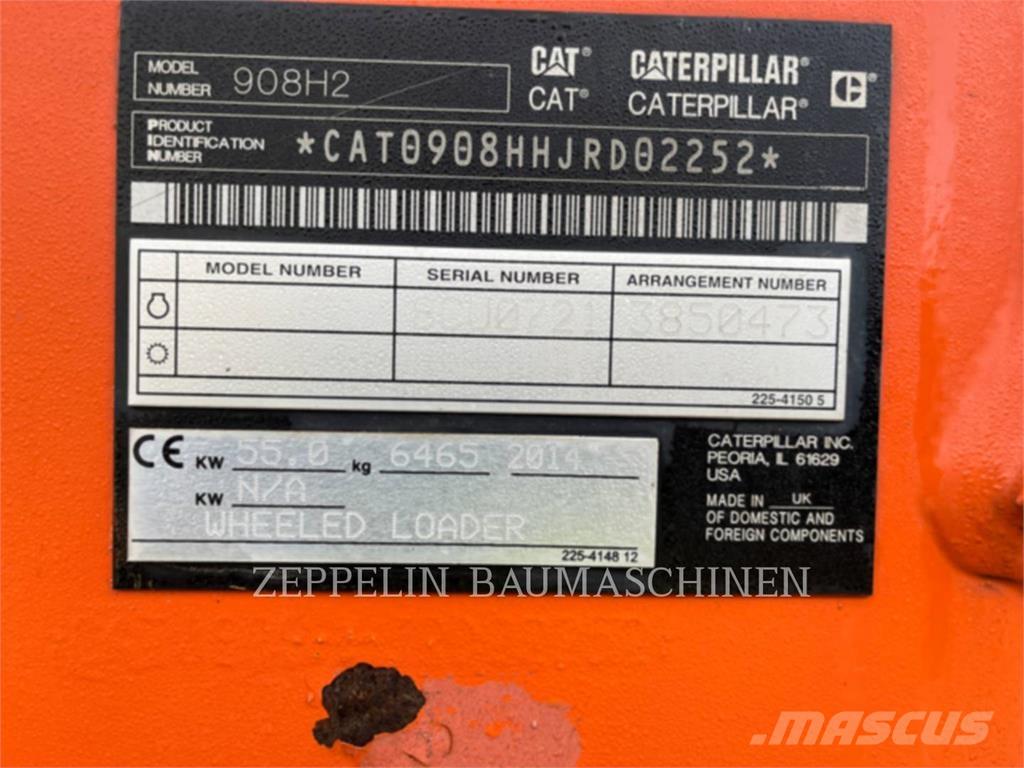 MODEL NUMBER 908H2
CAT® CATERPILLAR®
CAT® CATERPILLAR®
PRODUCT IDENTIFICATION NUMBER *CAT0908HHJRD02252*
MODEL NUMBER SERIAL NUMBER ARRANGEMENT NUMBER
3850473
225-4150 5
CE KW 55.0 kg 6465 2014
KW N/A
WHEELED LOADER
225-4148 12
CATERPILLAR INC.
PEORIA, IL 61629
USA
MADE IN UK
OF DOMESTIC AND
FOREIGN COMPONENTS
ZEPPELIN BAUMASCHINEN
MASCUS